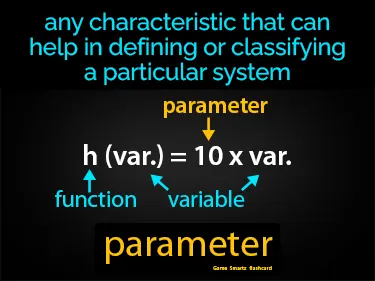 any characteristic that can
help in defining or classifying
a particular system
parameter
h (var.) = 10 x var.
function variable
parameter
Game Smartz flashcard